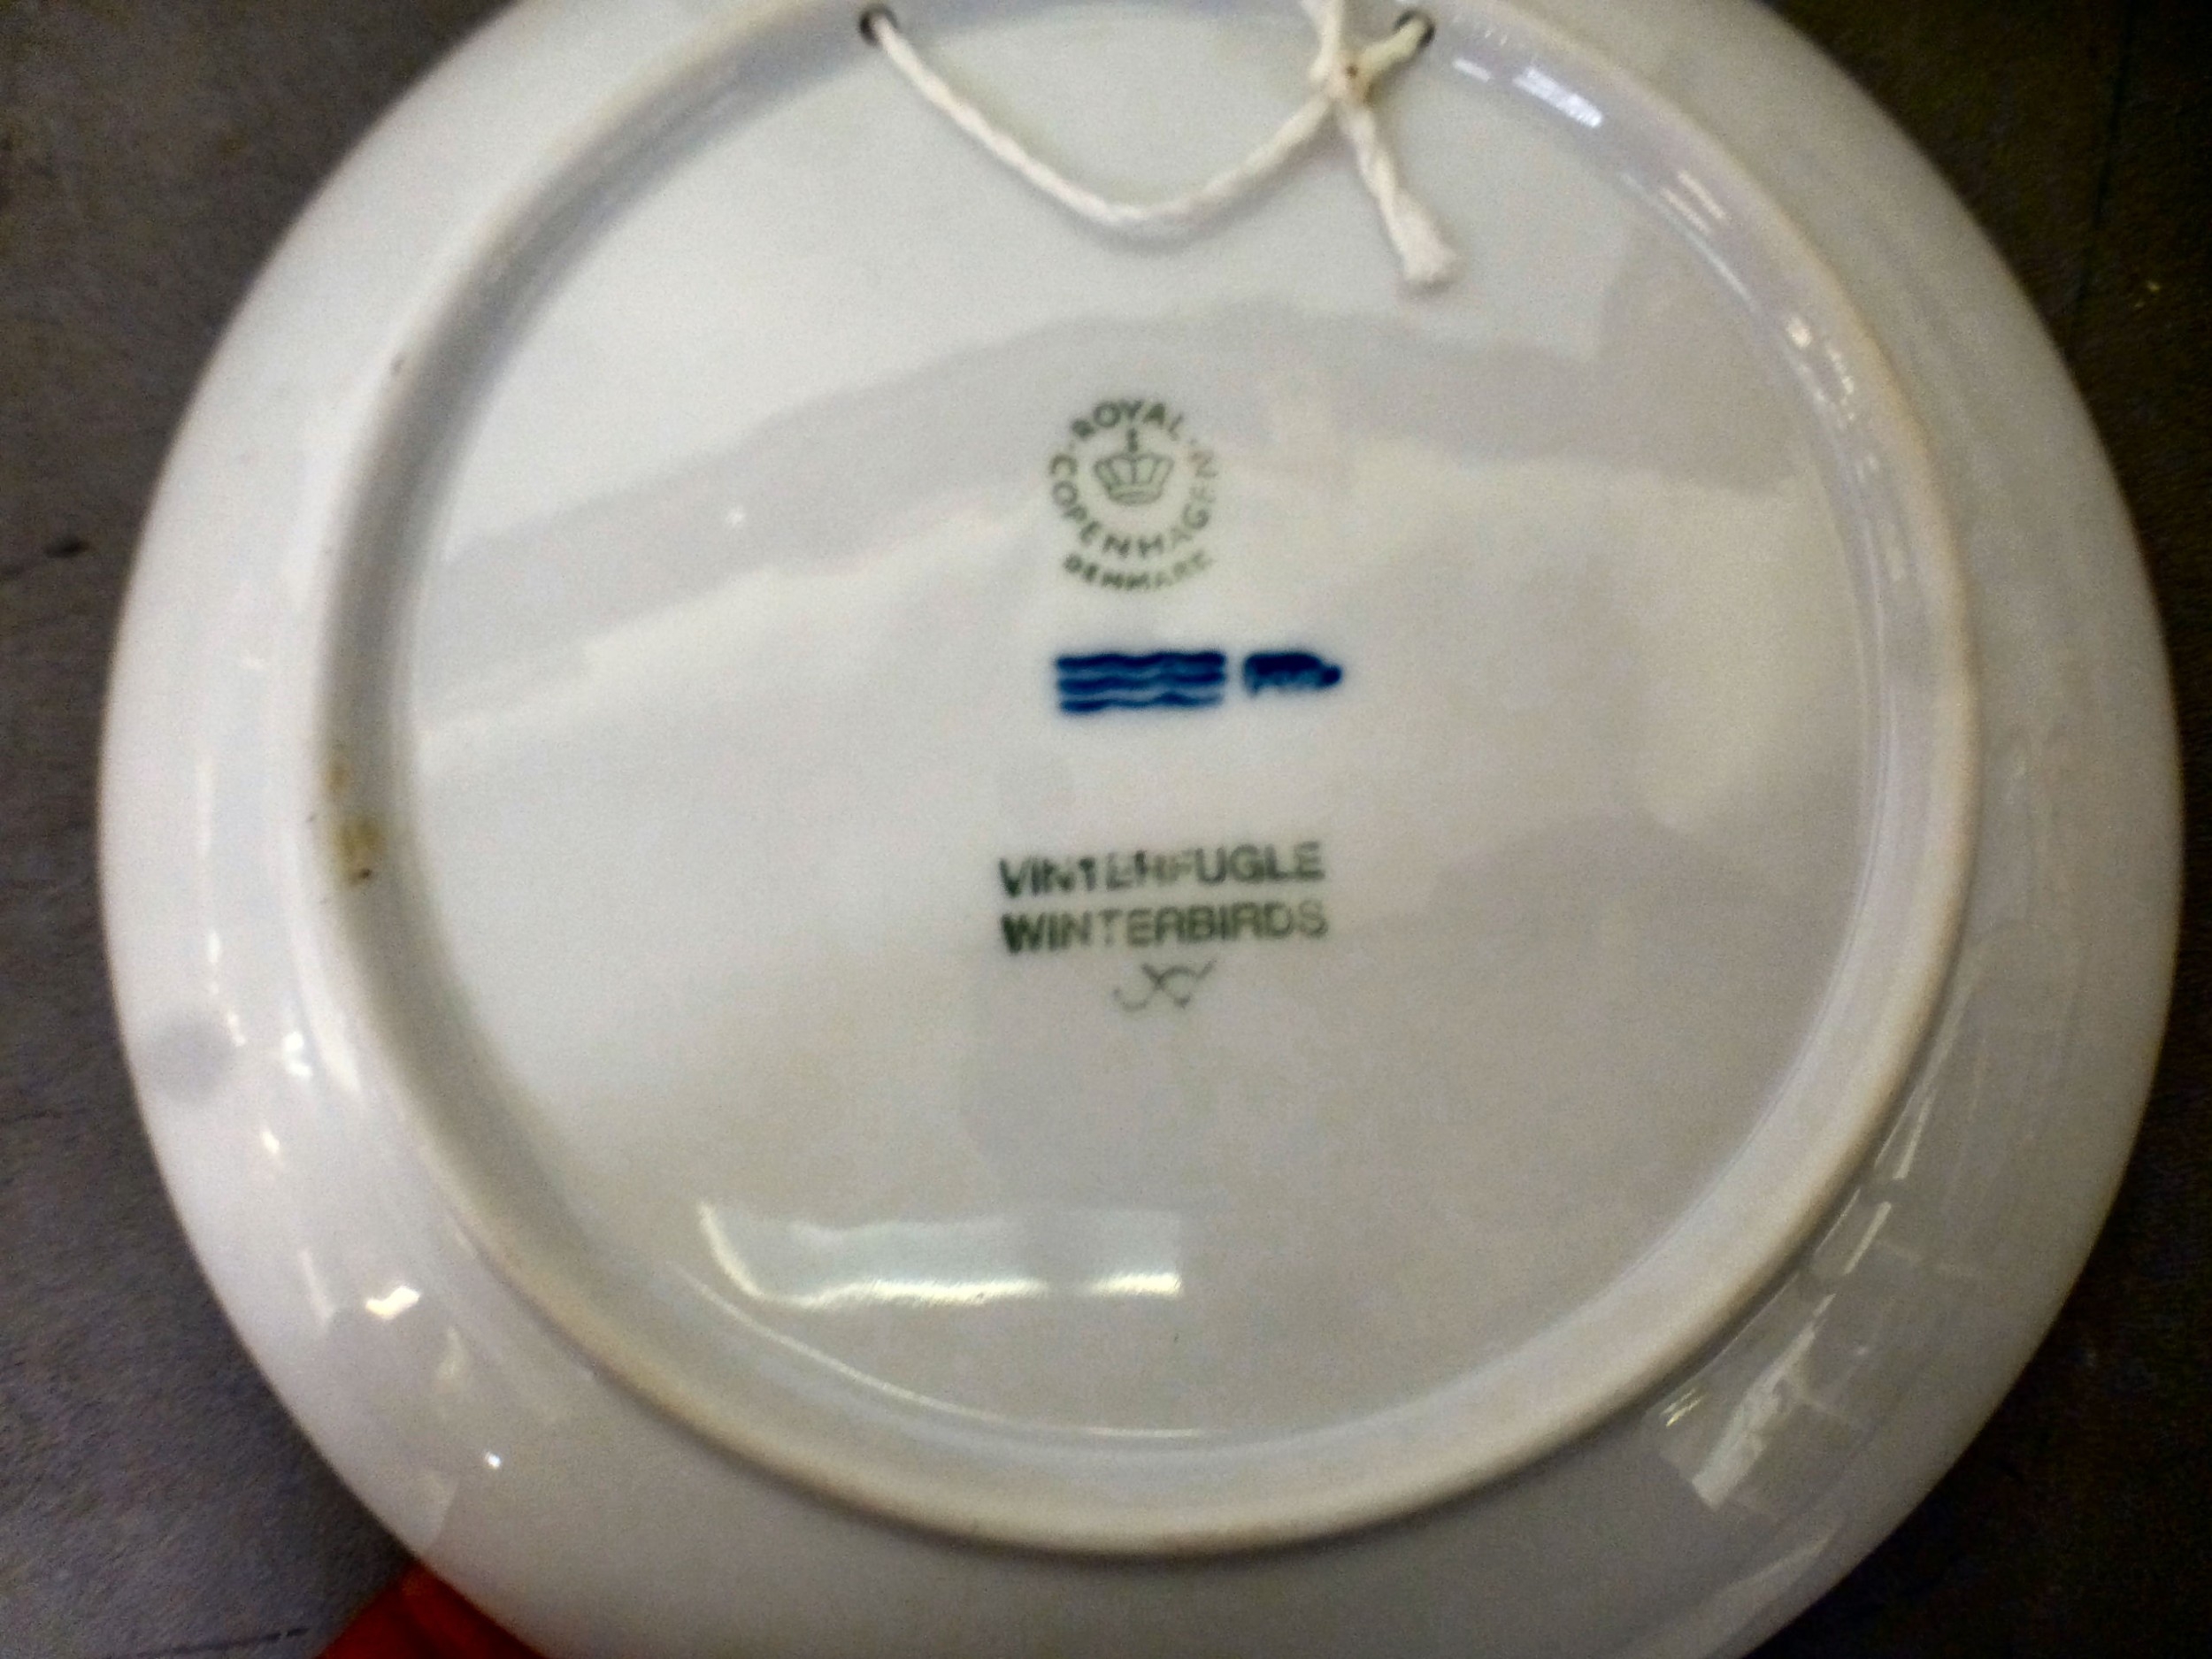 ROYAL
COPENHAGEN
DENMARK
VINTERFUGLE
WINTERBIRDS